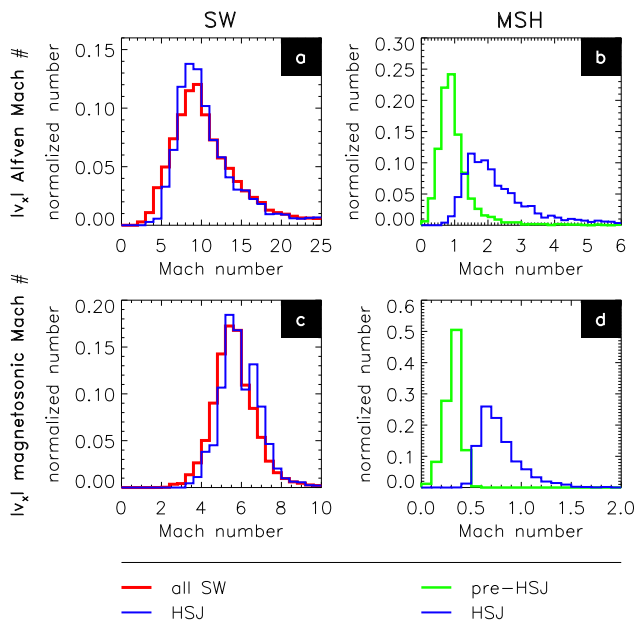 SW
MSH
|vx| Alfven Mach #
normalized number
0.15
0.10
0.05
0.00
a
0 5 10 15 20 25
Mach number
normalized number
0.30
0.25
0.20
0.15
0.10
0.05
0.00
b
0 1 2 3 4 5 6
Mach number
|vx| magnetosonic Mach #
normalized number
0.20
0.15
0.10
0.05
0.00
c
0 2 4 6 8 10
Mach number
normalized number
0.6
0.5
0.4
0.3
0.2
0.1
0.0
d
0.0 0.5 1.0 1.5 2.0
Mach number
all SW
HSJ
pre-HSJ
HSJ